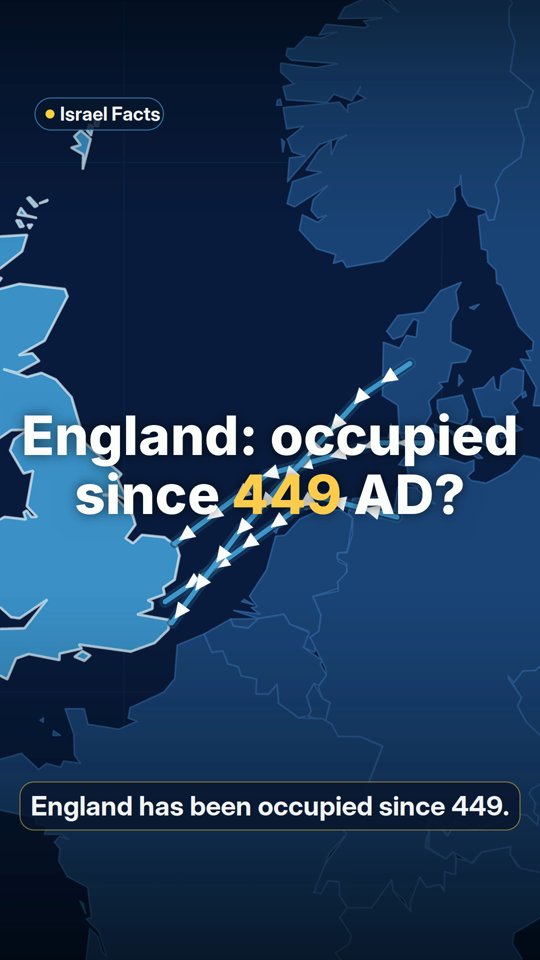 Israel Facts
England: occupied
since 449 AD?
England has been occupied since 449.